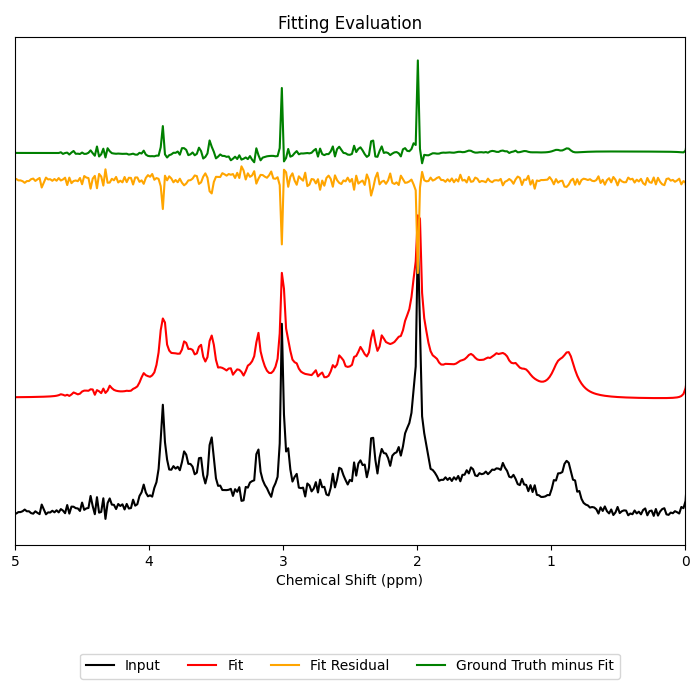 Fitting Evaluation
5 4 3 2 1 0
Chemical Shift (ppm)
Input Fit Fit Residual Ground Truth minus Fit